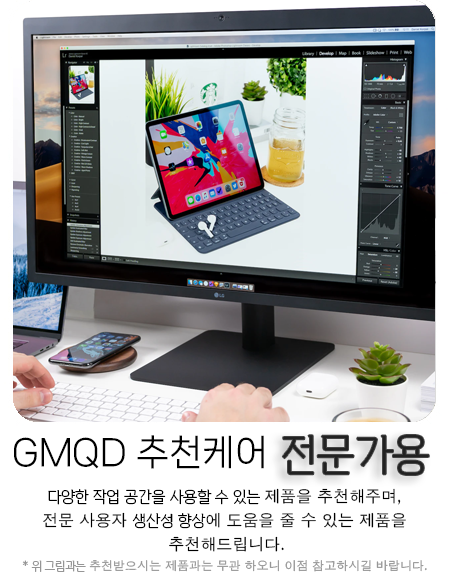 Library | Develop | Map | Book | Slideshow | Print | Web
LG
GMQD 추천케어 전문가용
다양한 작업 공간을 사용할 수 있는 제품을 추천해주며,
전문 사용자 생산성 향상에 도움을 줄 수 있는 제품을
추천해드립니다.
* 위 그림과는 추천받으시는 제품과는 무관 하오니 이점 참고하시길 바랍니다.